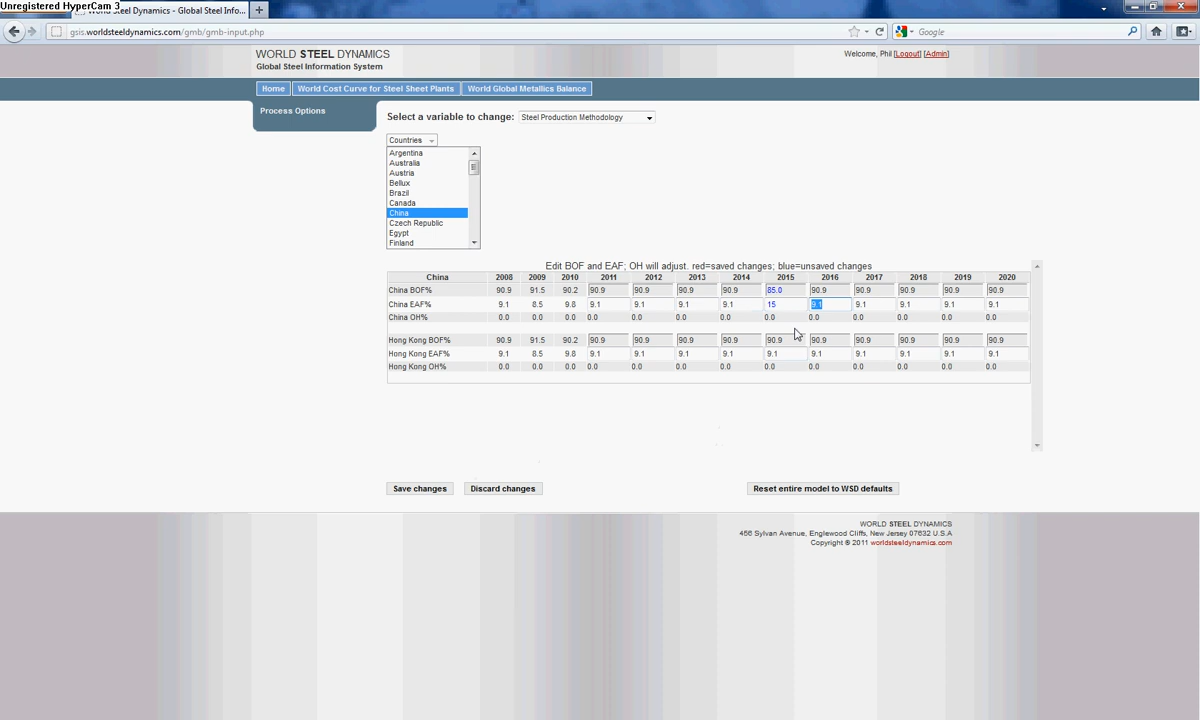 Unregistered HyperCam 3
World Steel Dynamics - Global Steel Info...
gsis.worldsteeldynamics.com/gmb/gmb-input.php
Google
WORLD STEEL DYNAMICS
Global Steel Information System
Welcome, Phil [Logout] [Admin]
Home World Cost Curve for Steel Sheet Plants World Global Metallics Balance
Process Options
Select a variable to change: Steel Production Methodology
Countries
Argentina
Australia
Austria
Bellux
Brazil
Canada
China
Czech Republic
Egypt
Finland
Edit BOF and EAF; OH will adjust. red=saved changes; blue=unsaved changes
China 2008 2009 2010 2011 2012 2013 2014 2015 2016 2017 2018 2019 2020
China BOF% 90.9 91.5 90.2 90.9 90.9 90.9 90.9 85.0 90.9 90.9 90.9 90.9 90.9
China EAF% 9.1 8.5 9.8 9.1 9.1 9.1 9.1 15 9.1 9.1 9.1 9.1 9.1
China OH% 0.0 0.0 0.0 0.0 0.0 0.0 0.0 0.0 0.0 0.0 0.0 0.0 0.0
Hong Kong BOF% 90.9 91.5 90.2 90.9 90.9 90.9 90.9 90.9 90.9 90.9 90.9 90.9 90.9
Hong Kong EAF% 9.1 8.5 9.8 9.1 9.1 9.1 9.1 9.1 9.1 9.1 9.1 9.1 9.1
Hong Kong OH% 0.0 0.0 0.0 0.0 0.0 0.0 0.0 0.0 0.0 0.0 0.0 0.0 0.0
Save changes Discard changes Reset entire model to WSD defaults
WORLD STEEL DYNAMICS
456 Sylvan Avenue, Englewood Cliffs, New Jersey 07632 U.S.A
Copyright © 2011 worldsteeldynamics.com